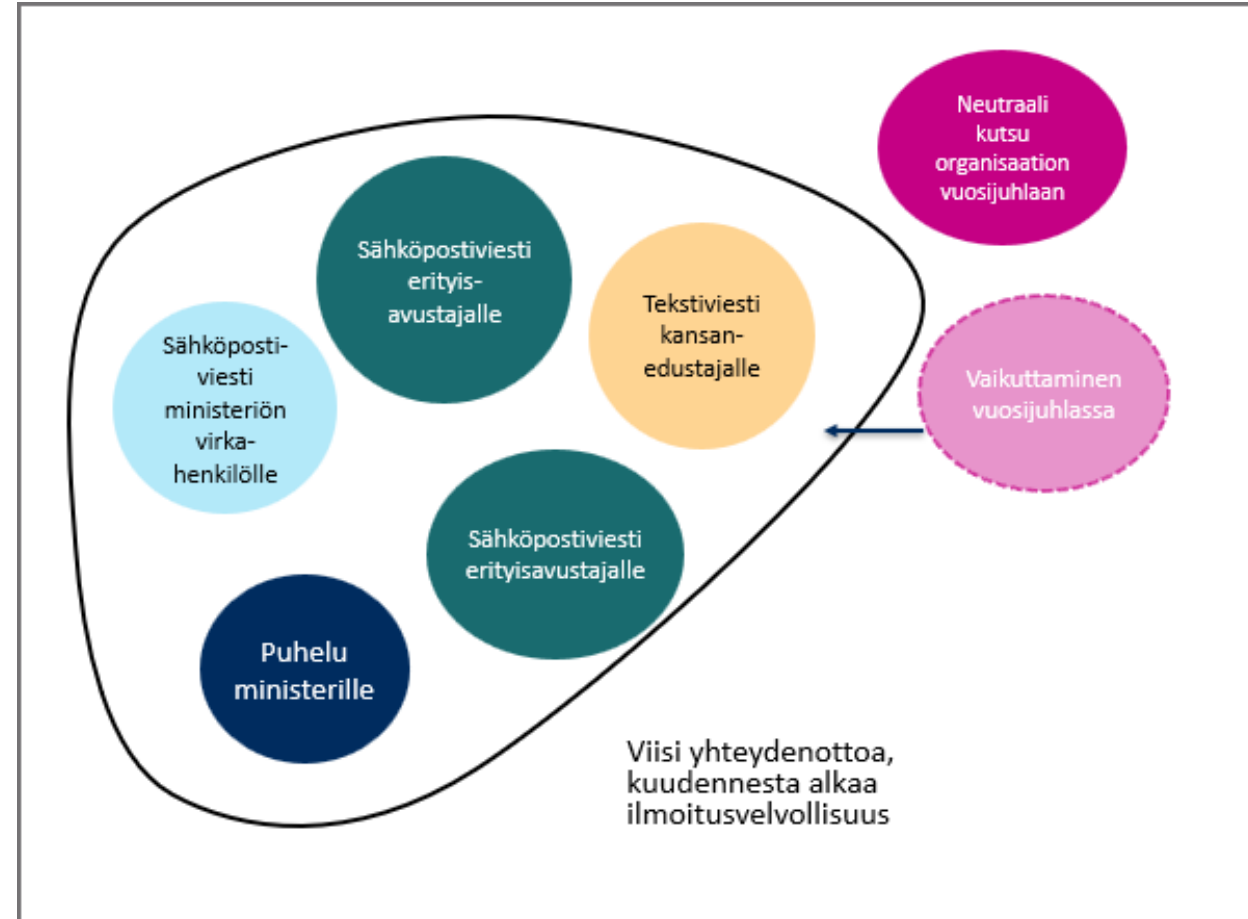 Neutraali
kutsu
organisaation
vuosijuhlaan
Sähköpostiviesti
erityis-
avustajalle
Tekstiviesti
kansan-
edustajalle
Sähköposti-
viesti
ministeriön
virka-
henkilölle
Vaikuttaminen
vuosijuhlassa
Sähköpostiviesti
erityisavustajalle
Puhelu
ministerille
Viisi yhteydenottoa,
kuudennesta alkaa
ilmoitusvelvollisuus